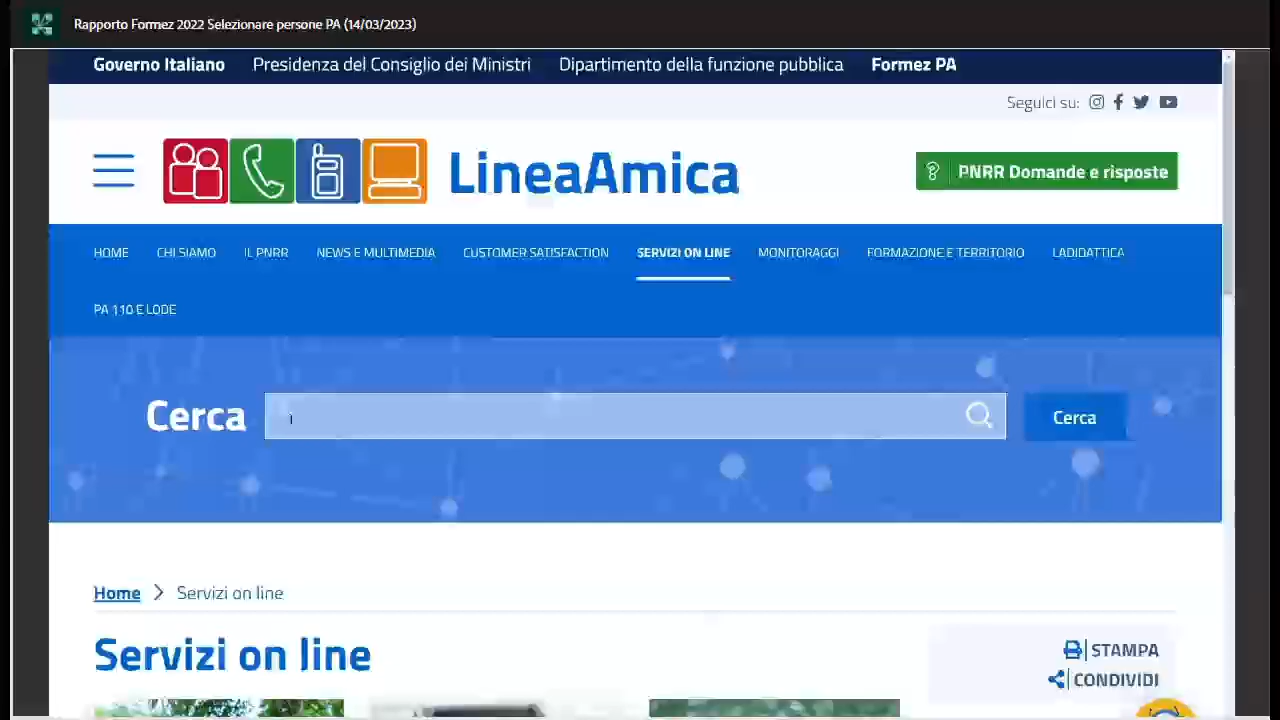 Rapporto Formez 2022 Selezionare persone PA (14/03/2023)
Governo Italiano Presidenza del Consiglio dei Ministri Dipartimento della funzione pubblica Formez PA
Seguici su:
LineaAmica
PNRR Domande e risposte
HOME CHI SIAMO IL PNRR NEWS E MULTIMEDIA CUSTOMER SATISFACTION SERVIZI ON LINE MONITORAGGI FORMAZIONE E TERRITORIO LADIDATTICA
PA 110 E LODE
Cerca Cerca
Home > Servizi on line
Servizi on line
STAMPA
CONDIVIDI